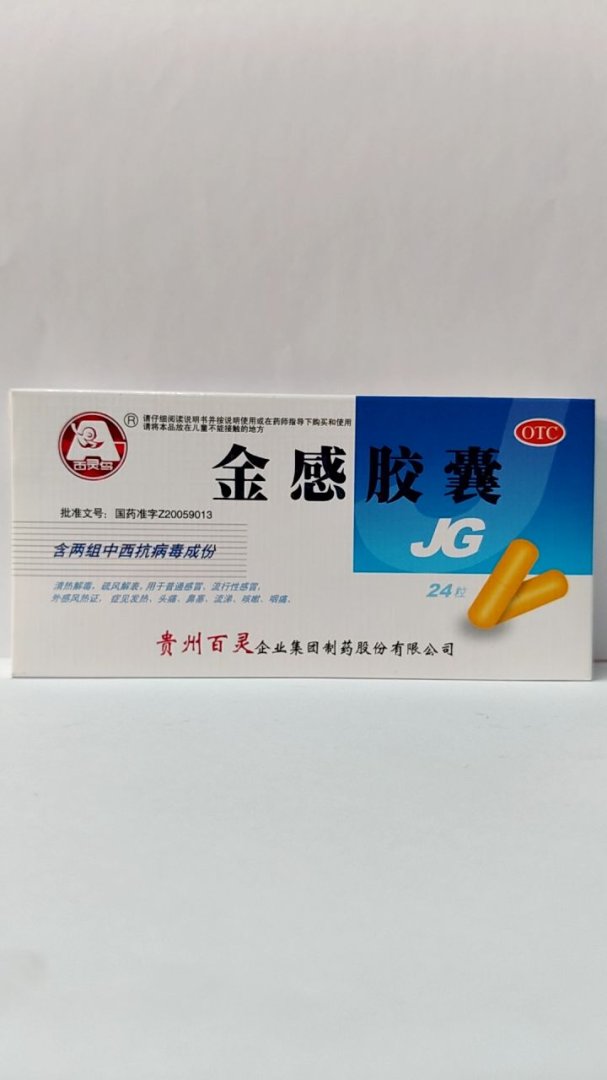 百灵鸟
®
请仔细阅读说明书并按说明使用或在药师指导下购买和使用
请将本品放在儿童不能接触的地方
OTC
金感胶囊
批准文号：国药准字Z20059013
JG
含两组中西抗病毒成份
清热解毒，疏风解表。用于普通感冒，流行性感冒，
外感风热证，症见发热、头痛、鼻塞、流涕、咳嗽、咽痛。
24粒
贵州百灵企业集团制药股份有限公司